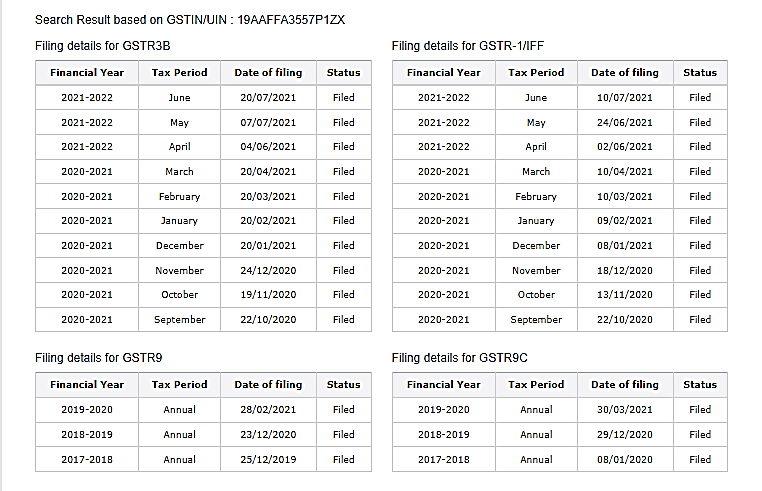 Search Result based on GSTIN/UIN : 19AAFFA3557P1ZX
Filing details for GSTR3B
Financial Year Tax Period Date of filing Status
2021-2022 June 20/07/2021 Filed
2021-2022 May 07/07/2021 Filed
2021-2022 April 04/06/2021 Filed
2020-2021 March 20/04/2021 Filed
2020-2021 February 20/03/2021 Filed
2020-2021 January 20/02/2021 Filed
2020-2021 December 20/01/2021 Filed
2020-2021 November 24/12/2020 Filed
2020-2021 October 19/11/2020 Filed
2020-2021 September 22/10/2020 Filed
Filing details for GSTR-1/IFF
Financial Year Tax Period Date of filing Status
2021-2022 June 10/07/2021 Filed
2021-2022 May 24/06/2021 Filed
2021-2022 April 02/06/2021 Filed
2020-2021 March 10/04/2021 Filed
2020-2021 February 10/03/2021 Filed
2020-2021 January 09/02/2021 Filed
2020-2021 December 08/01/2021 Filed
2020-2021 November 18/12/2020 Filed
2020-2021 October 13/11/2020 Filed
2020-2021 September 22/10/2020 Filed
Filing details for GSTR9
Financial Year Tax Period Date of filing Status
2019-2020 Annual 28/02/2021 Filed
2018-2019 Annual 23/12/2020 Filed
2017-2018 Annual 25/12/2019 Filed
Filing details for GSTR9C
Financial Year Tax Period Date of filing Status
2019-2020 Annual 30/03/2021 Filed
2018-2019 Annual 29/12/2020 Filed
2017-2018 Annual 08/01/2020 Filed